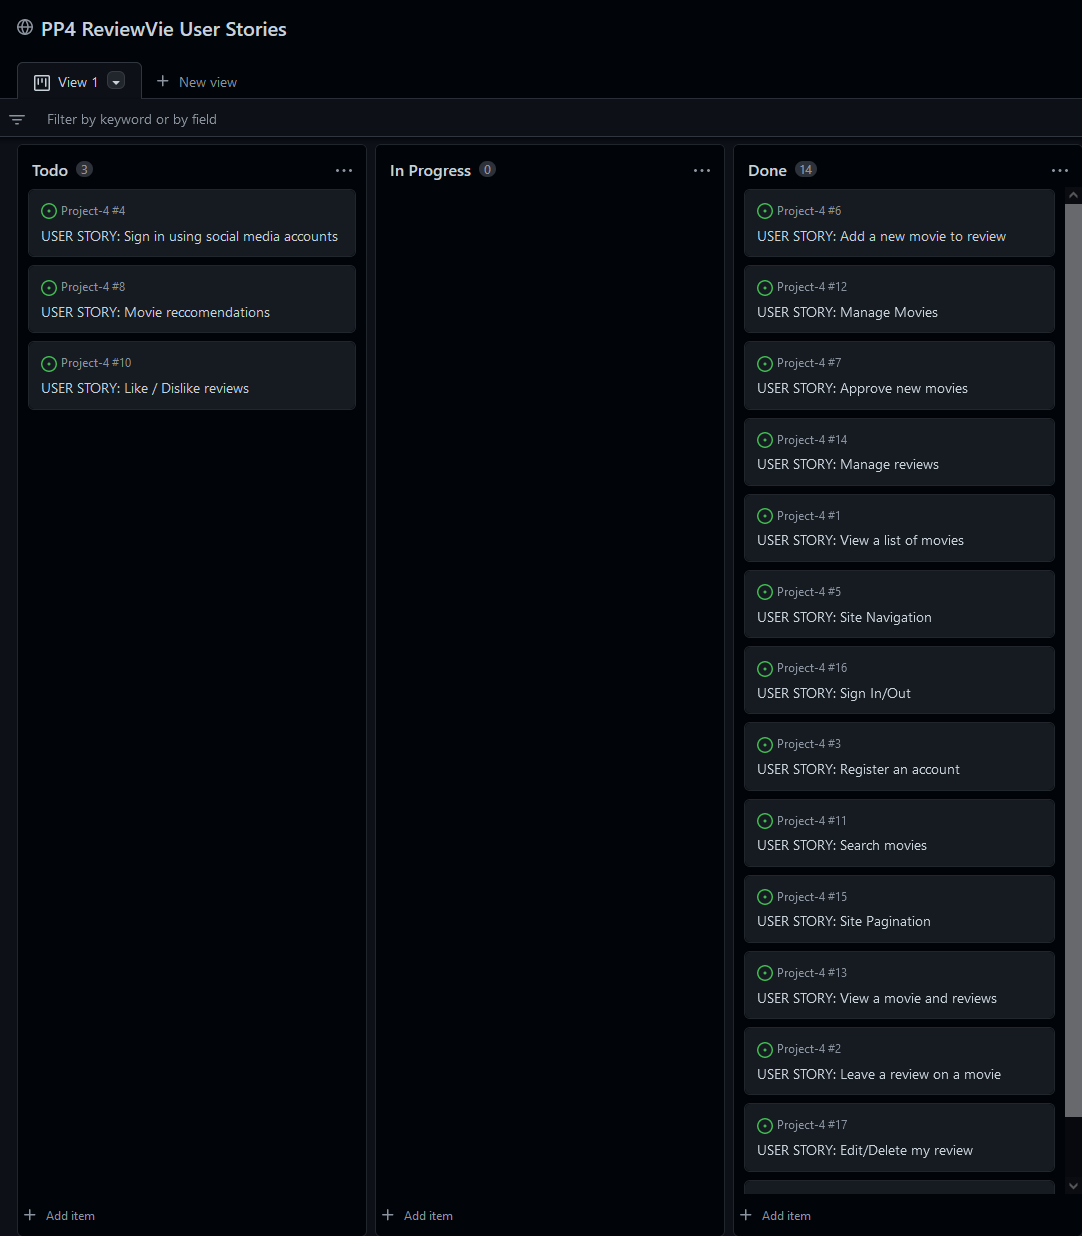 PP4 ReviewVie User Stories
View 1
New view
Filter by keyword or by field
Todo 3
Project-4 #4
USER STORY: Sign in using social media accounts
Project-4 #8
USER STORY: Movie reccomendations
Project-4 #10
USER STORY: Like / Dislike reviews
Add item
In Progress 0
Add item
Done 14
Project-4 #6
USER STORY: Add a new movie to review
Project-4 #12
USER STORY: Manage Movies
Project-4 #7
USER STORY: Approve new movies
Project-4 #14
USER STORY: Manage reviews
Project-4 #1
USER STORY: View a list of movies
Project-4 #5
USER STORY: Site Navigation
Project-4 #16
USER STORY: Sign In/Out
Project-4 #3
USER STORY: Register an account
Project-4 #11
USER STORY: Search movies
Project-4 #15
USER STORY: Site Pagination
Project-4 #13
USER STORY: View a movie and reviews
Project-4 #2
USER STORY: Leave a review on a movie
Project-4 #17
USER STORY: Edit/Delete my review
Add item